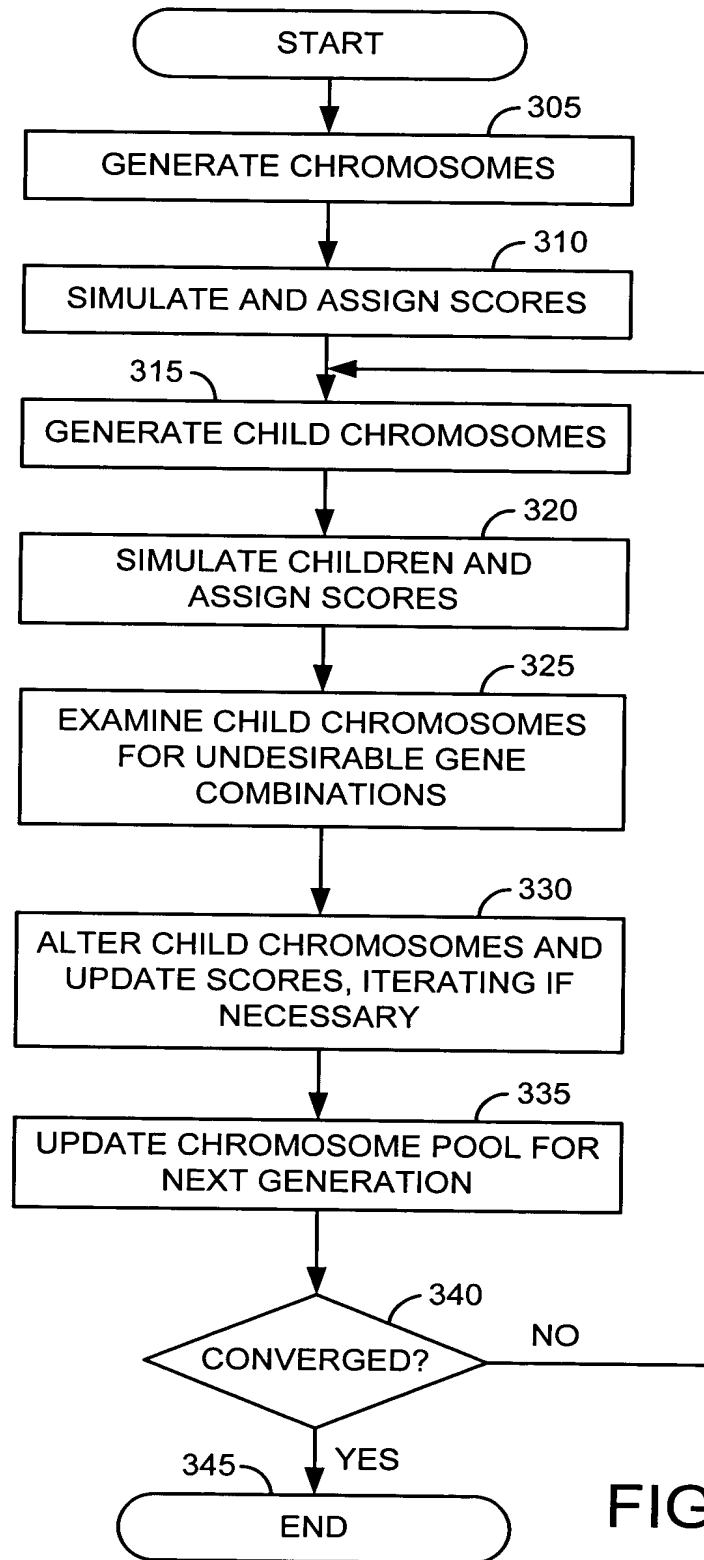 START
305
GENERATE CHROMOSOMES
310
SIMULATE AND ASSIGN SCORES
315
GENERATE CHILD CHROMOSOMES
320
SIMULATE CHILDREN AND
ASSIGN SCORES
325
EXAMINE CHILD CHROMOSOMES
FOR UNDESIRABLE GENE
COMBINATIONS
330
ALTER CHILD CHROMOSOMES AND
UPDATE SCORES, ITERATING IF
NECESSARY
335
UPDATE CHROMOSOME POOL FOR
NEXT GENERATION
340
CONVERGED?
NO
YES
345
END
FIG